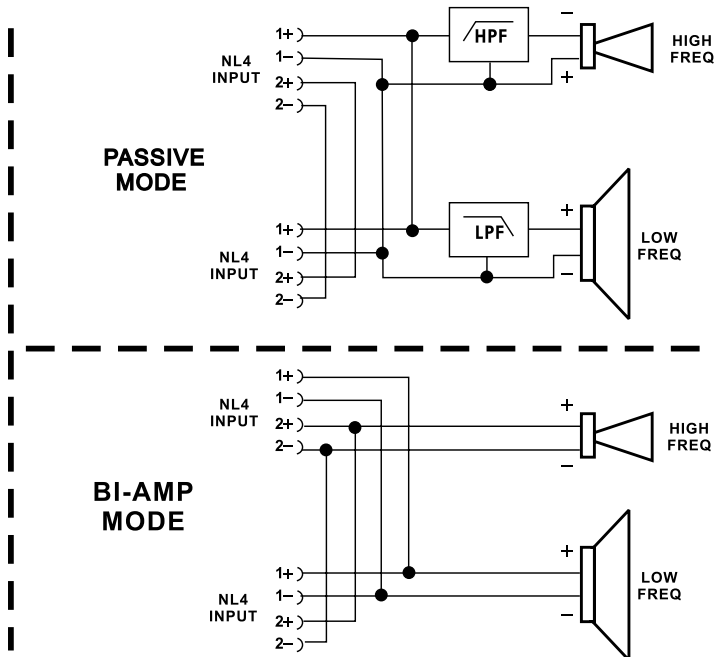 1+
1−
2+
2−
NL4
INPUT
HPF
−
+
HIGH
FREQ
PASSIVE
MODE
1+
1−
2+
2−
NL4
INPUT
LPF
+
−
LOW
FREQ
1+
1−
2+
2−
NL4
INPUT
+
−
HIGH
FREQ
BI-AMP
MODE
1+
1−
2+
2−
NL4
INPUT
+
−
LOW
FREQ